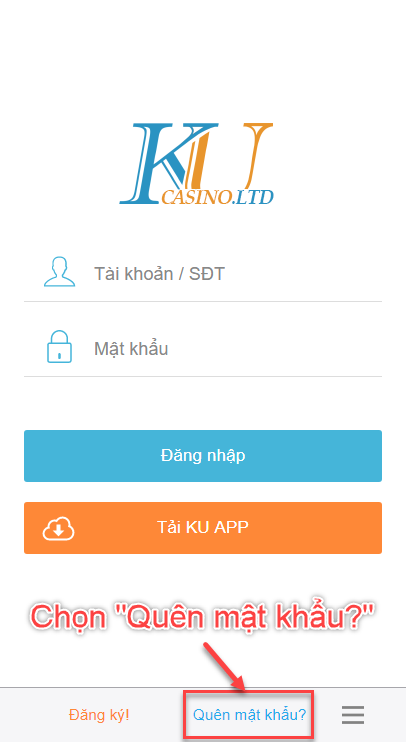 KU
CASINO.LTD
Tài khoản / SĐT
Mật khẩu
Đăng nhập
Tải KU APP
Chọn "Quên mật khẩu?"
Đăng ký!
Quên mật khẩu?